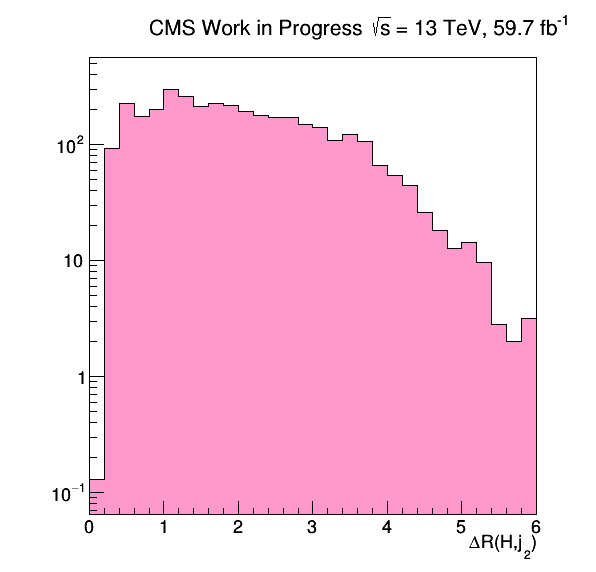 CMS Work in Progress √s = 13 TeV, 59.7 fb⁻¹
10²
10
1
10⁻¹
0 1 2 3 4 5 6
ΔR(H,j₂)